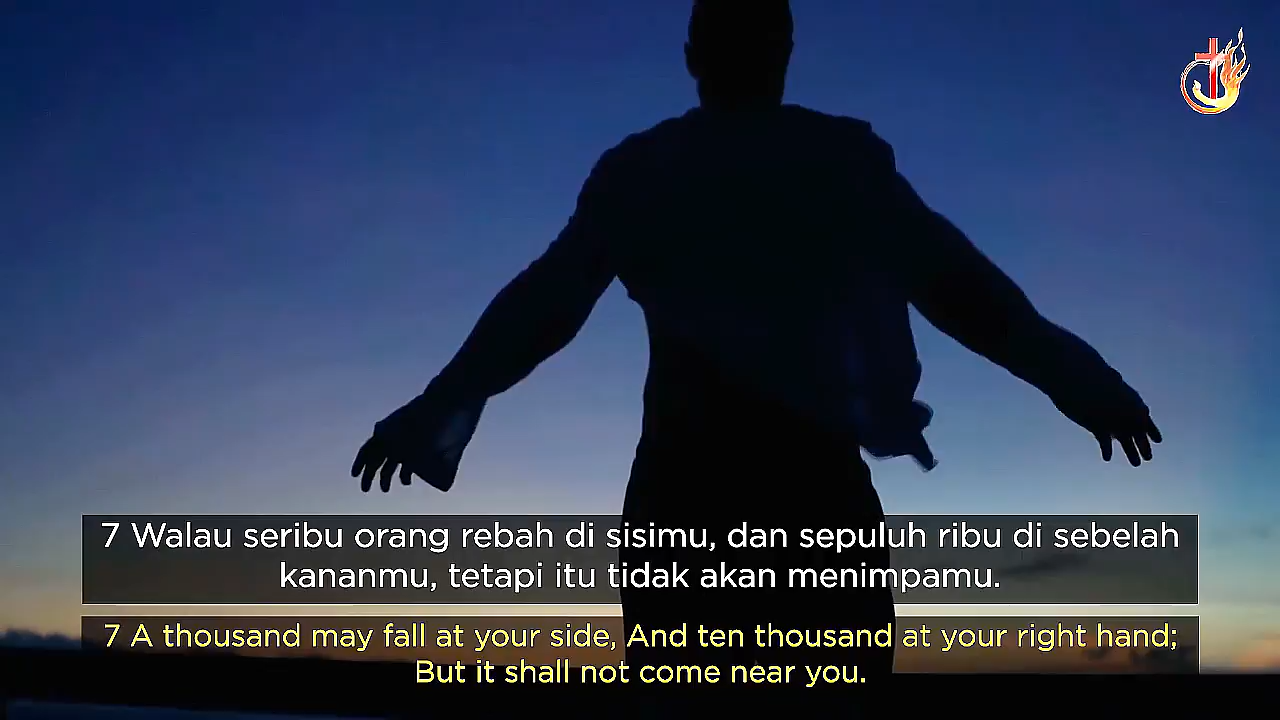 7 Walau seribu orang rebah di sisimu, dan sepuluh ribu di sebelah
kananmu, tetapi itu tidak akan menimpamu.
7 A thousand may fall at your side, And ten thousand at your right hand;
But it shall not come near you.